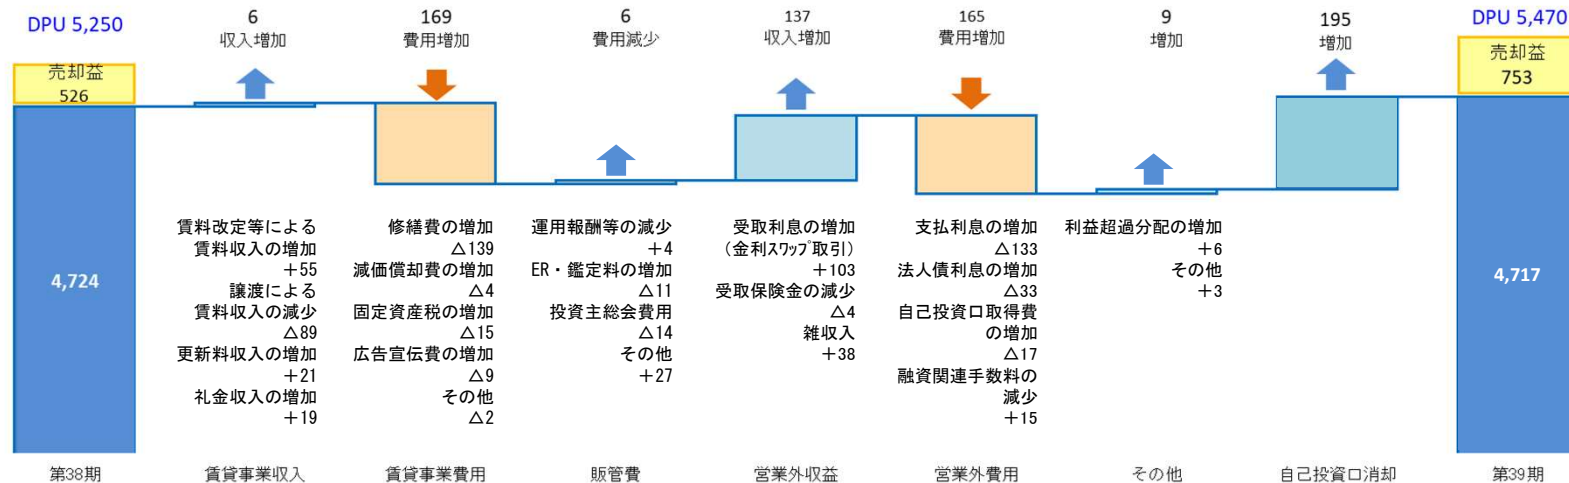 DPU 5,250
売却益
526
4,724
第38期
6
収入増加
賃料改定等による
賃料収入の増加
+55
譲渡による
賃料収入の減少
△89
更新料収入の増加
+21
礼金収入の増加
+19
賃貸事業収入
169
費用増加
修繕費の増加
△139
減価償却費の増加
△4
固定資産税の増加
△15
広告宣伝費の増加
△9
その他
△2
賃貸事業費用
6
費用減少
運用報酬等の減少
+4
ER・鑑定料の増加
△11
投資主総会費用
△14
その他
+27
販管費
137
収入増加
受取利息の増加
(金利ｽﾜｯﾌﾟ取引)
+103
受取保険金の減少
△4
雑収入
+38
営業外収益
165
費用増加
支払利息の増加
△133
法人債利息の増加
△33
自己投資口取得費
の増加
△17
融資関連手数料の
減少
+15
営業外費用
9
増加
利益超過分配の増加
+6
その他
+3
その他
195
増加
自己投資口消却
DPU 5,470
売却益
753
4,717
第39期